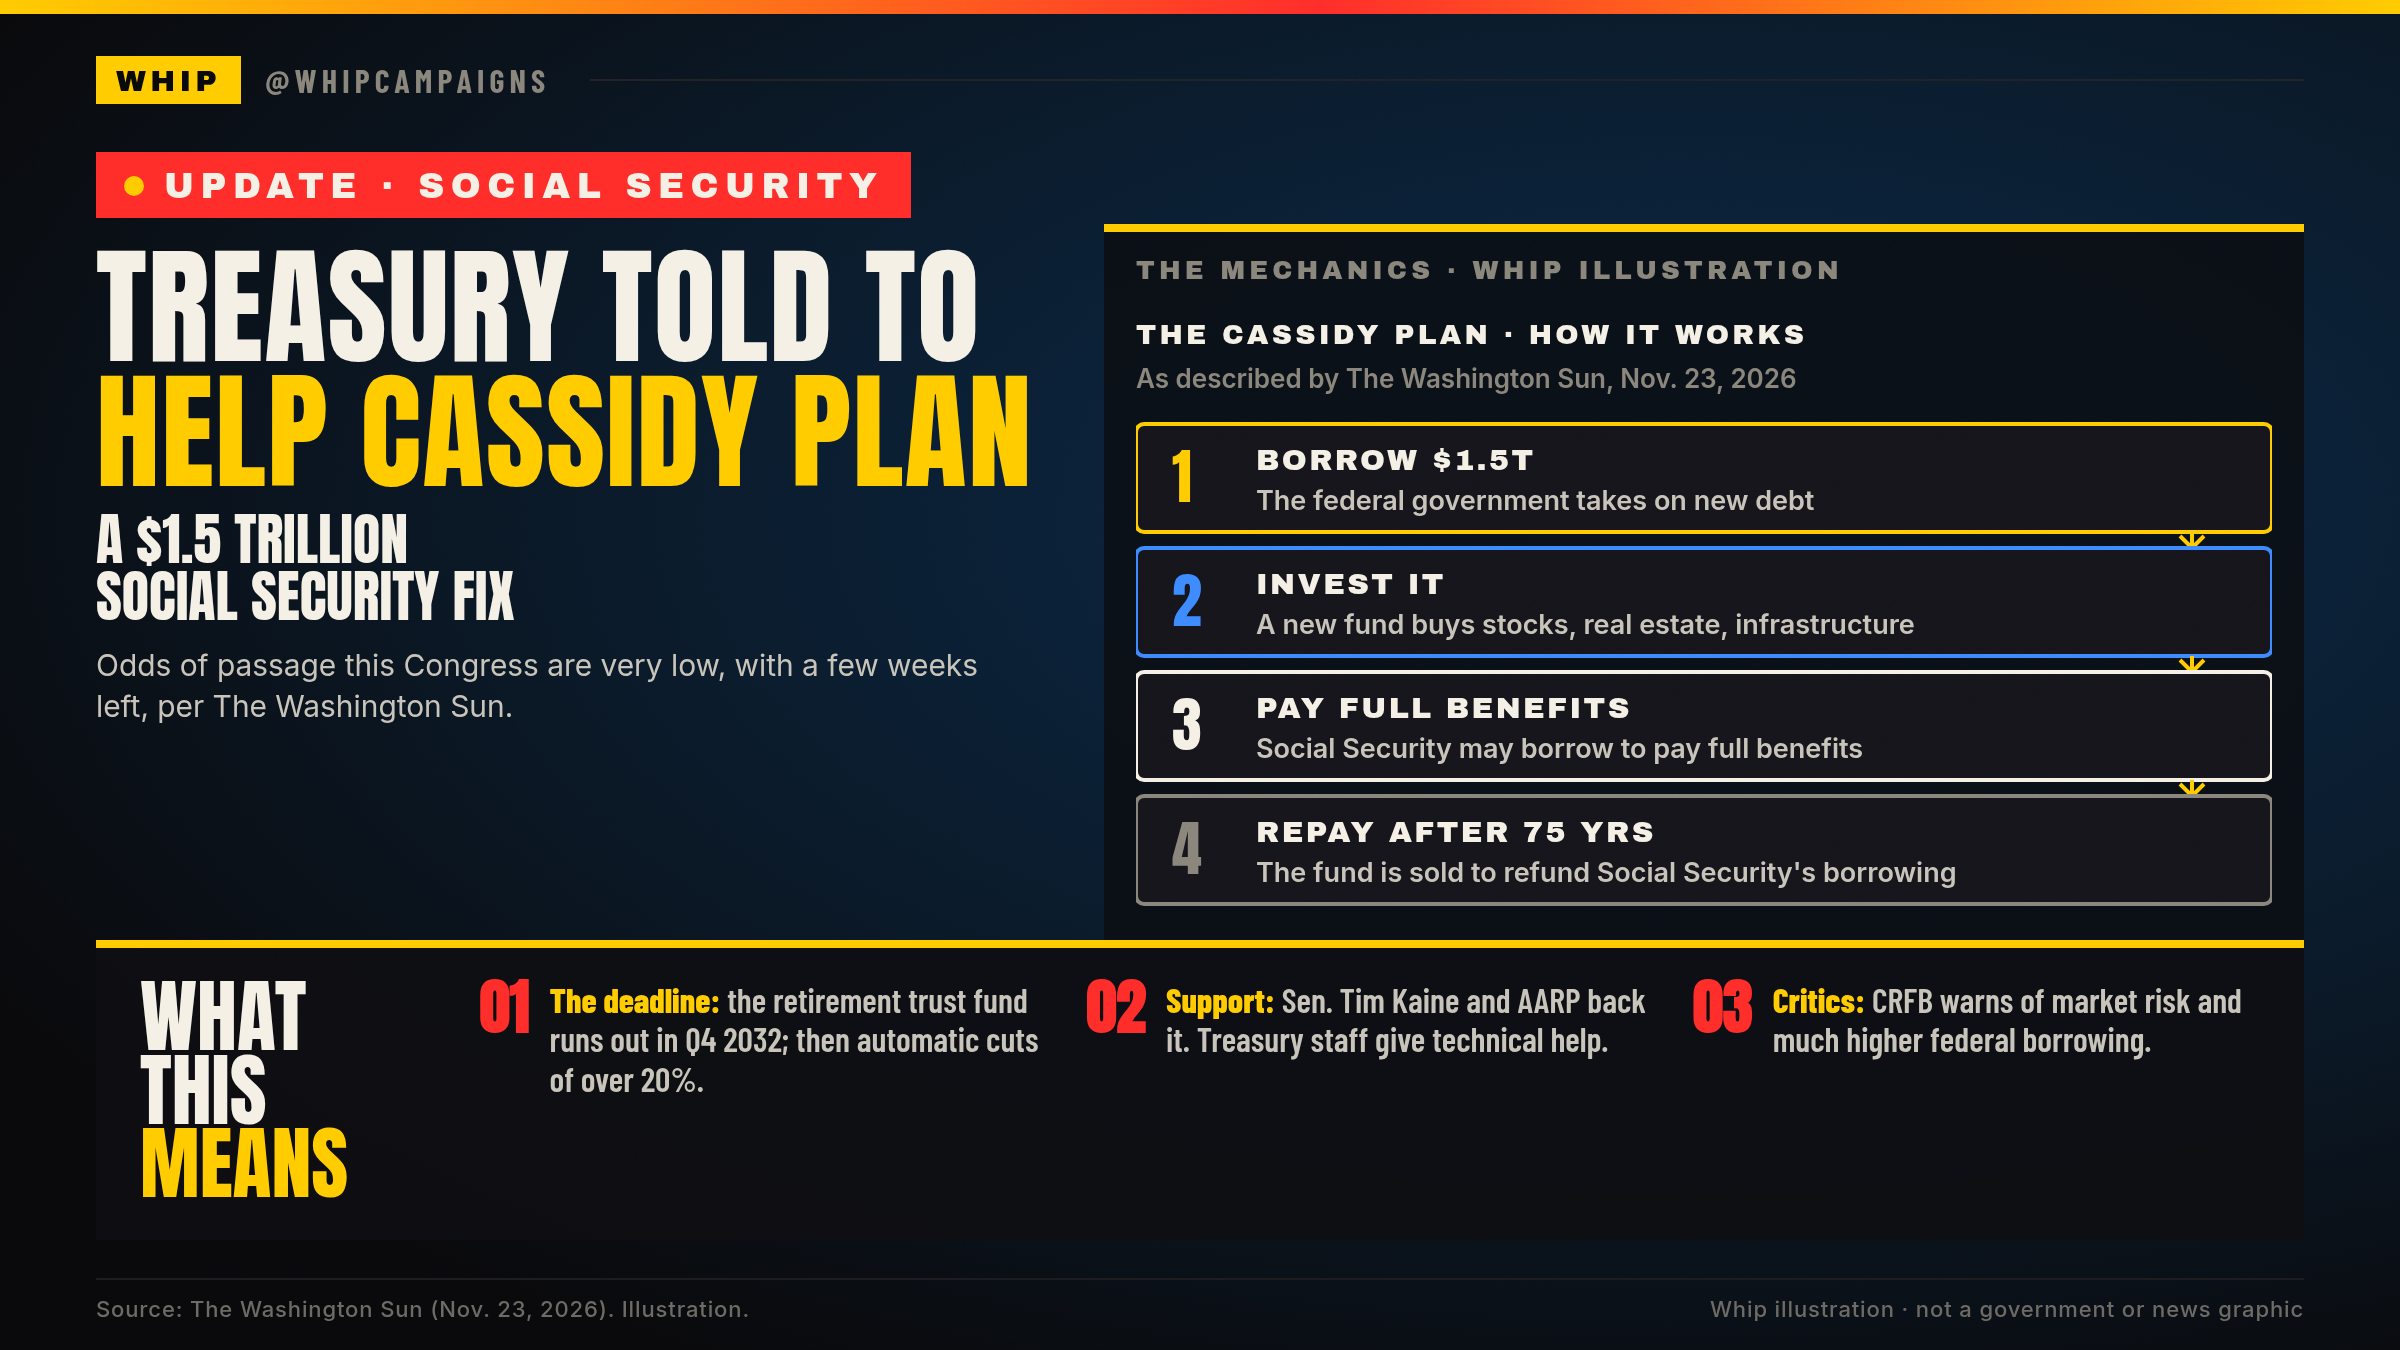 WHIP @WHIPCAMPAIGNS
UPDATE · SOCIAL SECURITY
TREASURY TOLD TO
HELP CASSIDY PLAN
A $1.5 TRILLION
SOCIAL SECURITY FIX
Odds of passage this Congress are very low, with a few weeks
left, per The Washington Sun.
THE MECHANICS · WHIP ILLUSTRATION
THE CASSIDY PLAN · HOW IT WORKS
As described by The Washington Sun, Nov. 23, 2026
1
BORROW $1.5T
The federal government takes on new debt
2
INVEST IT
A new fund buys stocks, real estate, infrastructure
3
PAY FULL BENEFITS
Social Security may borrow to pay full benefits
4
REPAY AFTER 75 YRS
The fund is sold to refund Social Security's borrowing
WHAT
THIS
MEANS
01
The deadline: the retirement trust fund
runs out in Q4 2032; then automatic cuts
of over 20%.
02
Support: Sen. Tim Kaine and AARP back
it. Treasury staff give technical help.
03
Critics: CRFB warns of market risk and
much higher federal borrowing.
Source: The Washington Sun (Nov. 23, 2026). Illustration.
Whip illustration · not a government or news graphic